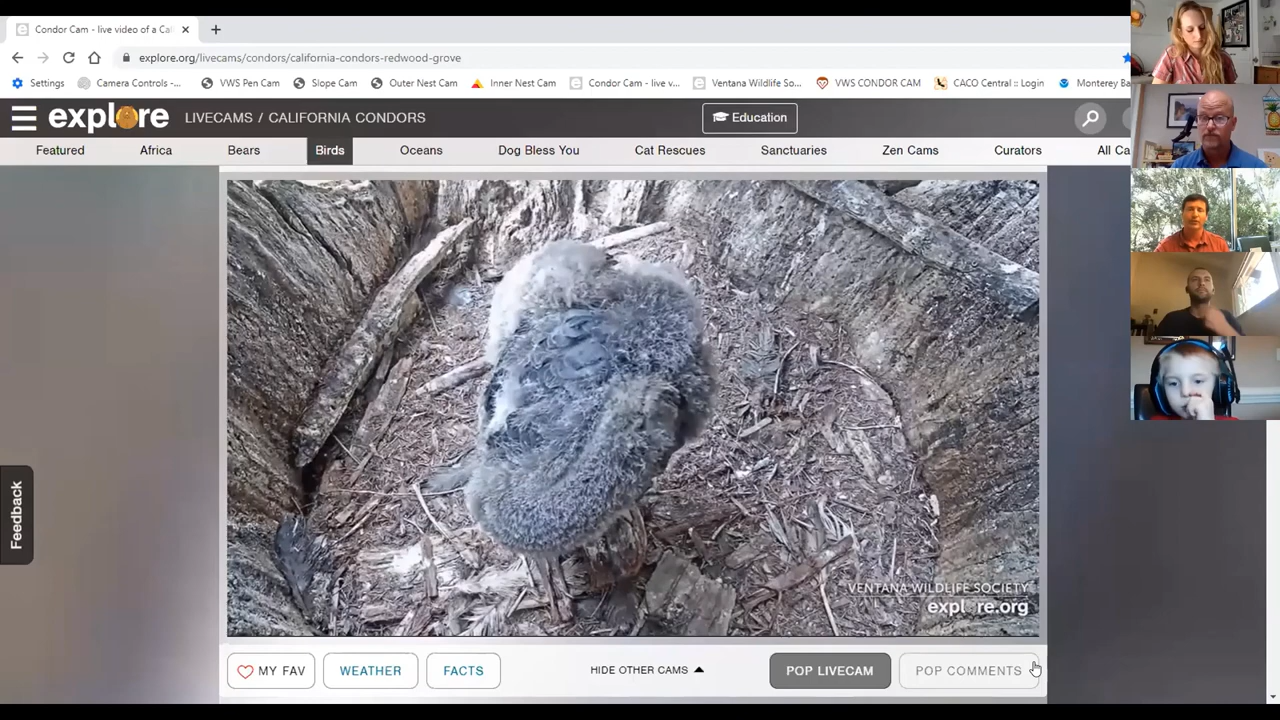 Condor Cam - live video of a Cal
explore.org/livecams/condors/california-condors-redwood-grove
Settings Camera Controls -... VWS Pen Cam Slope Cam Outer Nest Cam Inner Nest Cam Condor Cam - live v... Ventana Wildlife So... VWS CONDOR CAM CACO Central :: Login Monterey Ba
explore LIVECAMS / CALIFORNIA CONDORS Education
Featured Africa Bears Birds Oceans Dog Bless You Cat Rescues Sanctuaries Zen Cams Curators All Ca
VENTANA WILDLIFE SOCIETY
explore.org
Feedback
MY FAV WEATHER FACTS HIDE OTHER CAMS POP LIVECAM POP COMMENTS